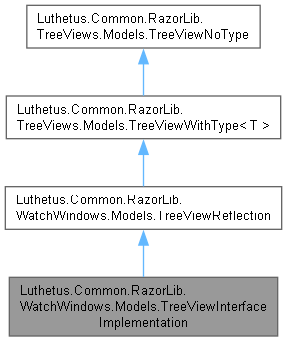 Luthetus.Common.RazorLib.
TreeViews.Models.TreeViewNoType
Luthetus.Common.RazorLib.
TreeViews.Models.TreeViewWithType< T >
Luthetus.Common.RazorLib.
WatchWindows.Models.TreeViewReflection
Luthetus.Common.RazorLib.
WatchWindows.Models.TreeViewInterface
Implementation